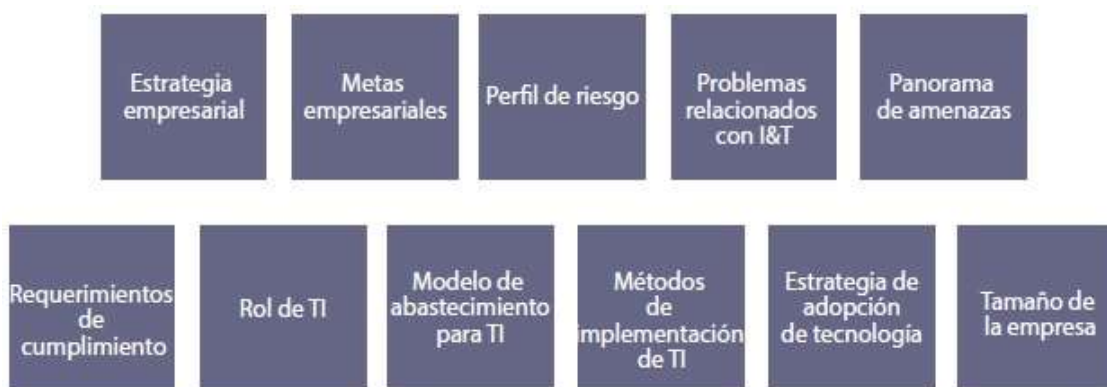 Estrategia
empresarial
Metas
empresariales
Perfil de riesgo
Problemas
relacionados
con I&T
Panorama
de amenazas
Requerimientos
de
cumplimiento
Rol de TI
Modelo de
abastecimiento
para TI
Métodos
de
implementación
de TI
Estrategia de
adopción
de tecnología
Tamaño de
la empresa